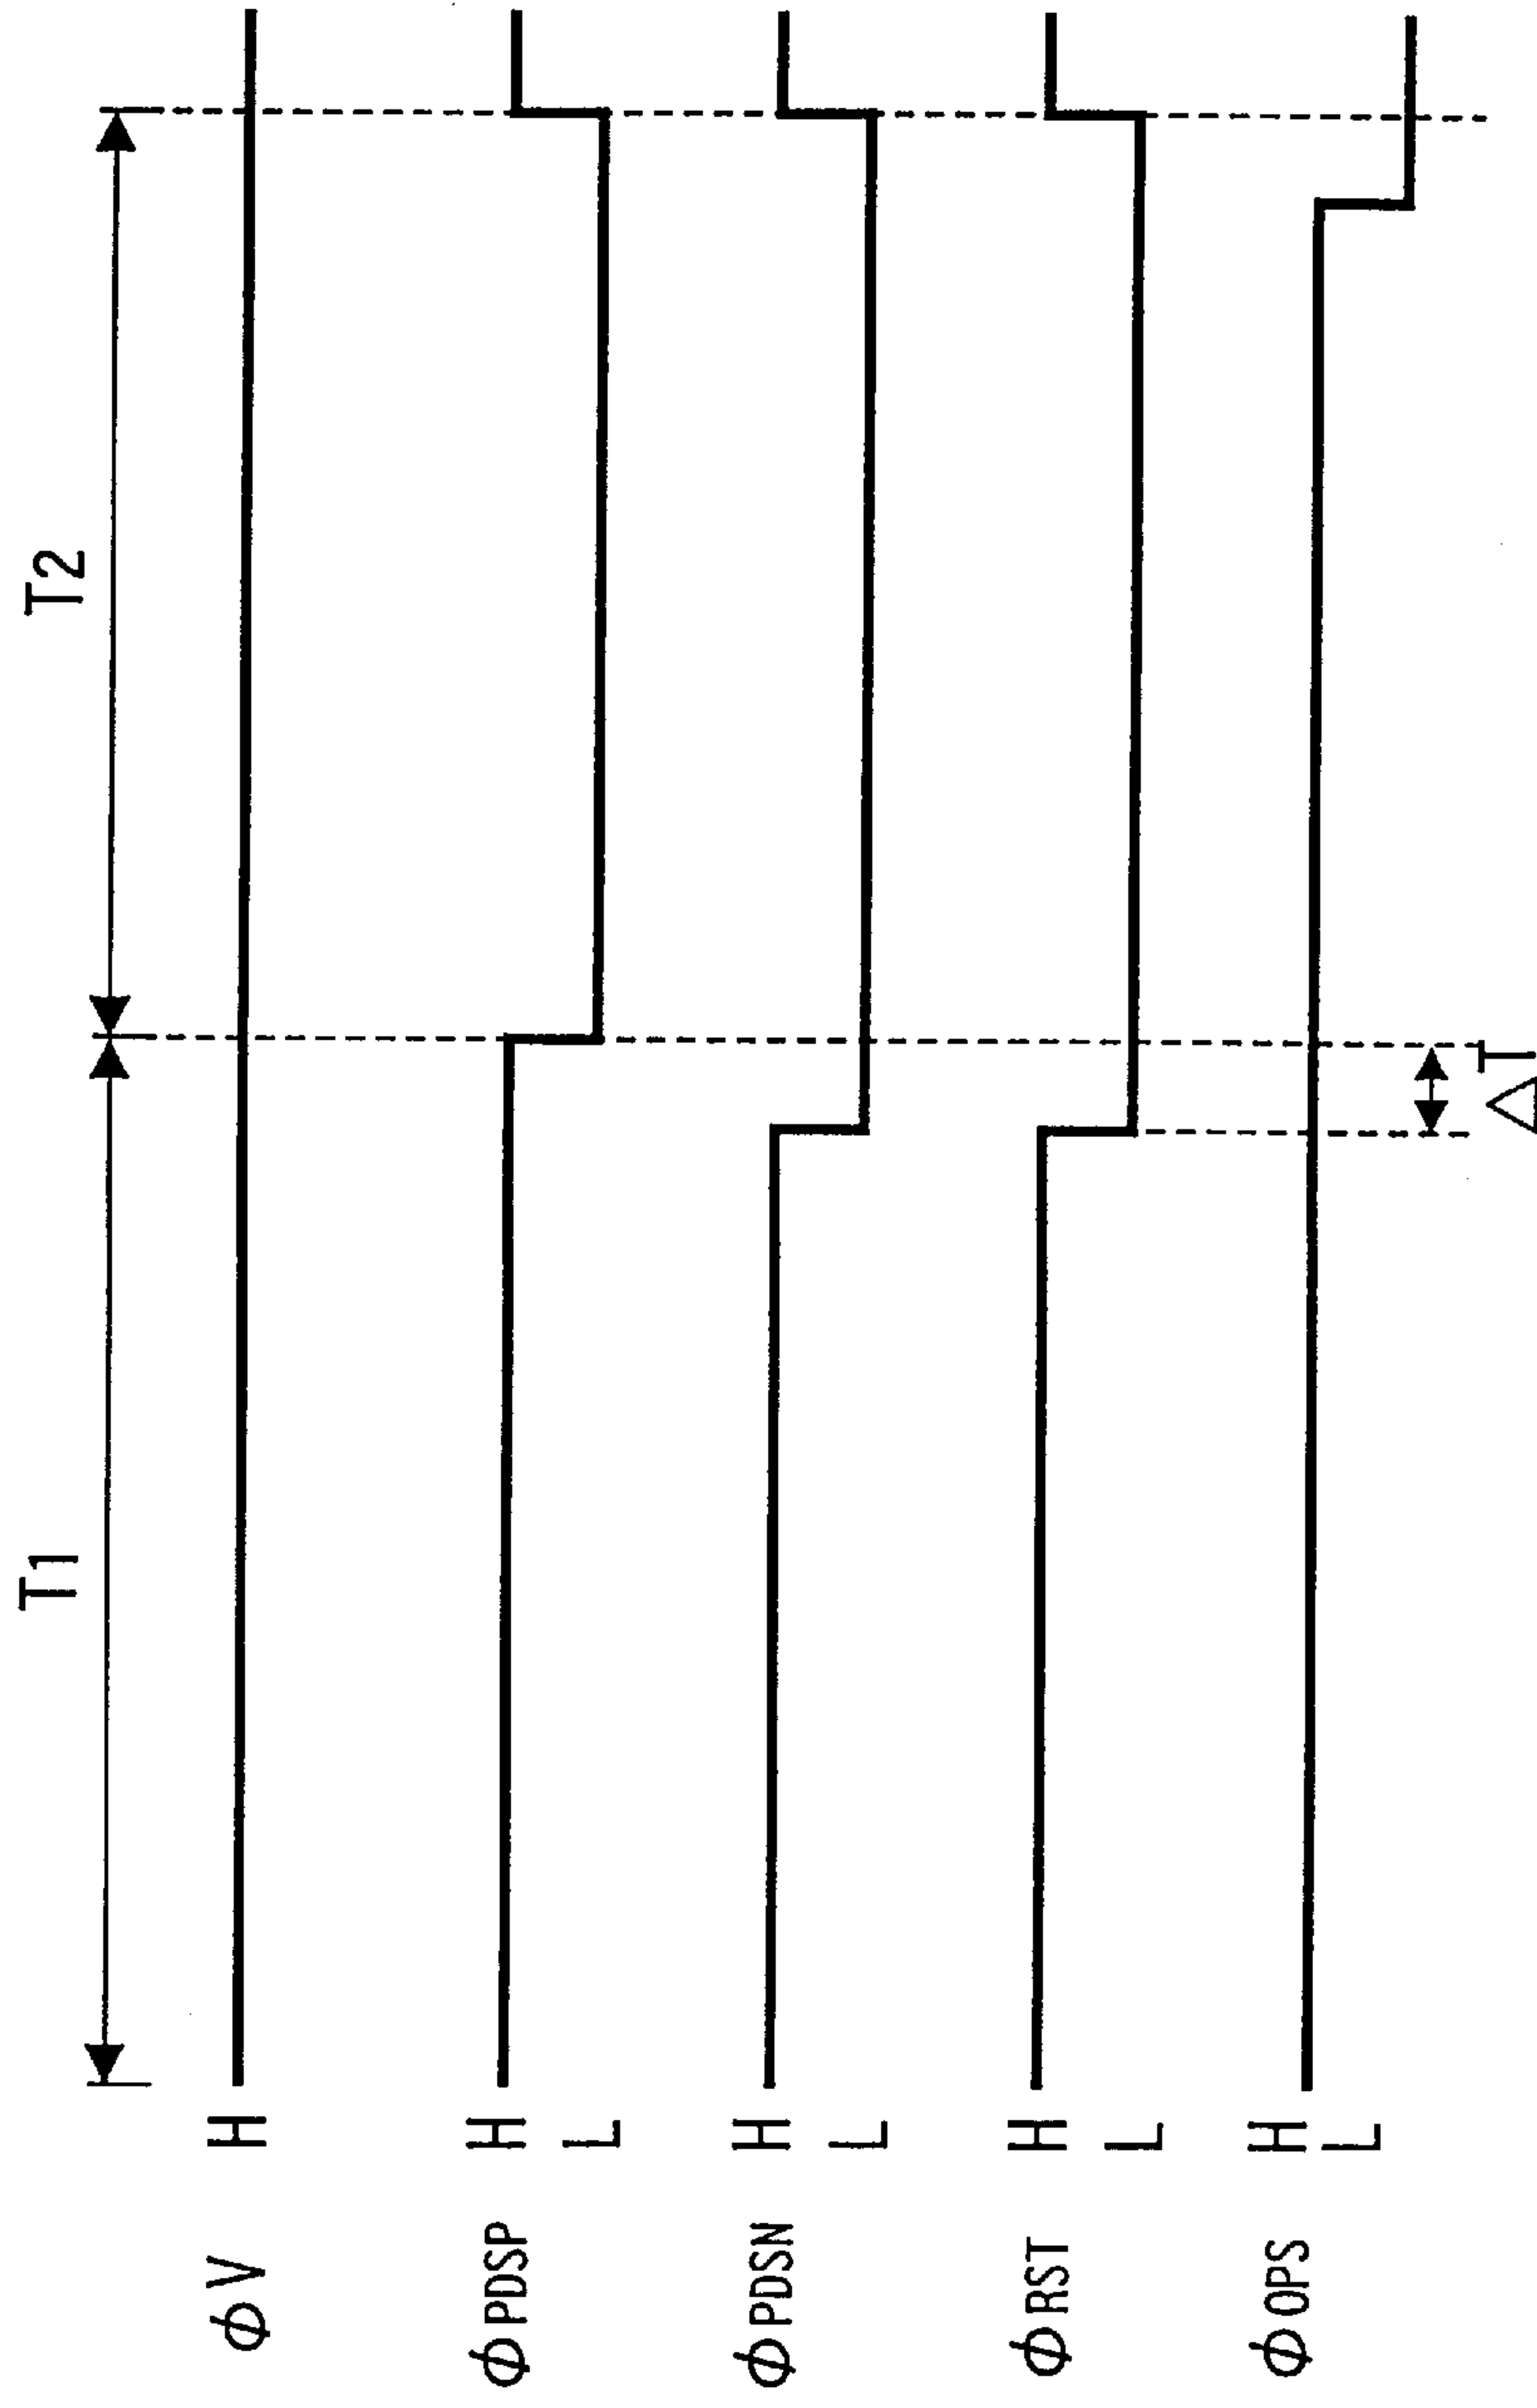 T1 T2
φV H
φPDSP H
L
φPDSN H
L
φRST H
L
φOPS H
L
ΔT